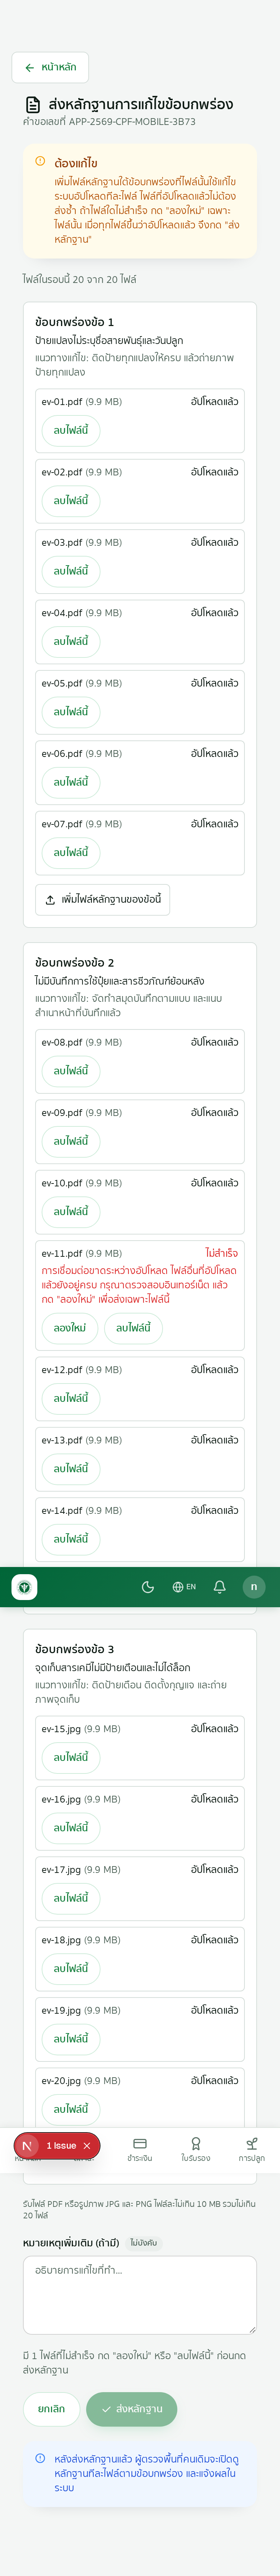 หน้าหลัก
ส่งหลักฐานการแก้ไขข้อบกพร่อง
คำขอเลขที่ APP-2569-CPF-MOBILE-3B73
ต้องแก้ไข
เพิ่มไฟล์หลักฐานใต้ข้อบกพร่องที่ไฟล์นั้นใช้แก้ไข
ระบบอัปโหลดทีละไฟล์ ไฟล์ที่อัปโหลดแล้วไม่ต้อง
ส่งซ้ำ ถ้าไฟล์ใดไม่สำเร็จ กด "ลองใหม่" เฉพาะ
ไฟล์นั้น เมื่อทุกไฟล์ขึ้นว่าอัปโหลดแล้ว จึงกด "ส่ง
หลักฐาน"
ไฟล์ในรอบนี้ 20 จาก 20 ไฟล์
ข้อบกพร่องข้อ 1
ป้ายแปลงไม่ระบุชื่อสายพันธุ์และวันปลูก
แนวทางแก้ไข: ติดป้ายทุกแปลงให้ครบ แล้วถ่ายภาพ
ป้ายทุกแปลง
ev-01.pdf (9.9 MB) อัปโหลดแล้ว
ลบไฟล์นี้
ev-02.pdf (9.9 MB) อัปโหลดแล้ว
ลบไฟล์นี้
ev-03.pdf (9.9 MB) อัปโหลดแล้ว
ลบไฟล์นี้
ev-04.pdf (9.9 MB) อัปโหลดแล้ว
ลบไฟล์นี้
ev-05.pdf (9.9 MB) อัปโหลดแล้ว
ลบไฟล์นี้
ev-06.pdf (9.9 MB) อัปโหลดแล้ว
ลบไฟล์นี้
ev-07.pdf (9.9 MB) อัปโหลดแล้ว
ลบไฟล์นี้
เพิ่มไฟล์หลักฐานของข้อนี้
ข้อบกพร่องข้อ 2
ไม่มีบันทึกการใช้ปุ๋ยและสารชีวภัณฑ์ย้อนหลัง
แนวทางแก้ไข: จัดทำสมุดบันทึกตามแบบ และแนบ
สำเนาหน้าที่บันทึกแล้ว
ev-08.pdf (9.9 MB) อัปโหลดแล้ว
ลบไฟล์นี้
ev-09.pdf (9.9 MB) อัปโหลดแล้ว
ลบไฟล์นี้
ev-10.pdf (9.9 MB) อัปโหลดแล้ว
ลบไฟล์นี้
ev-11.pdf (9.9 MB) ไม่สำเร็จ
การเชื่อมต่อขาดระหว่างอัปโหลด ไฟล์อื่นที่อัปโหลด
แล้วยังอยู่ครบ กรุณาตรวจสอบอินเทอร์เน็ต แล้ว
กด "ลองใหม่" เพื่อส่งเฉพาะไฟล์นี้
ลองใหม่ ลบไฟล์นี้
ev-12.pdf (9.9 MB) อัปโหลดแล้ว
ลบไฟล์นี้
ev-13.pdf (9.9 MB) อัปโหลดแล้ว
ลบไฟล์นี้
ev-14.pdf (9.9 MB) อัปโหลดแล้ว
ลบไฟล์นี้
EN ก
ข้อบกพร่องข้อ 3
จุดเก็บสารเคมีไม่มีป้ายเตือนและไม่ได้ล็อก
แนวทางแก้ไข: ติดป้ายเตือน ติดตั้งกุญแจ และถ่าย
ภาพจุดเก็บ
ev-15.jpg (9.9 MB) อัปโหลดแล้ว
ลบไฟล์นี้
ev-16.jpg (9.9 MB) อัปโหลดแล้ว
ลบไฟล์นี้
ev-17.jpg (9.9 MB) อัปโหลดแล้ว
ลบไฟล์นี้
ev-18.jpg (9.9 MB) อัปโหลดแล้ว
ลบไฟล์นี้
ev-19.jpg (9.9 MB) อัปโหลดแล้ว
ลบไฟล์นี้
ev-20.jpg (9.9 MB) อัปโหลดแล้ว
ลบไฟล์นี้
N 1 Issue
ชำระเงิน ใบรับรอง การปลูก
รับไฟล์ PDF หรือรูปภาพ JPG และ PNG ไฟล์ละไม่เกิน 10 MB รวมไม่เกิน
20 ไฟล์
หมายเหตุเพิ่มเติม (ถ้ามี) ไม่บังคับ
อธิบายการแก้ไขที่ทำ...
มี 1 ไฟล์ที่ไม่สำเร็จ กด "ลองใหม่" หรือ "ลบไฟล์นี้" ก่อนกด
ส่งหลักฐาน
ยกเลิก ส่งหลักฐาน
หลังส่งหลักฐานแล้ว ผู้ตรวจพื้นที่คนเดิมจะเปิดดู
หลักฐานทีละไฟล์ตามข้อบกพร่อง และแจ้งผลใน
ระบบ